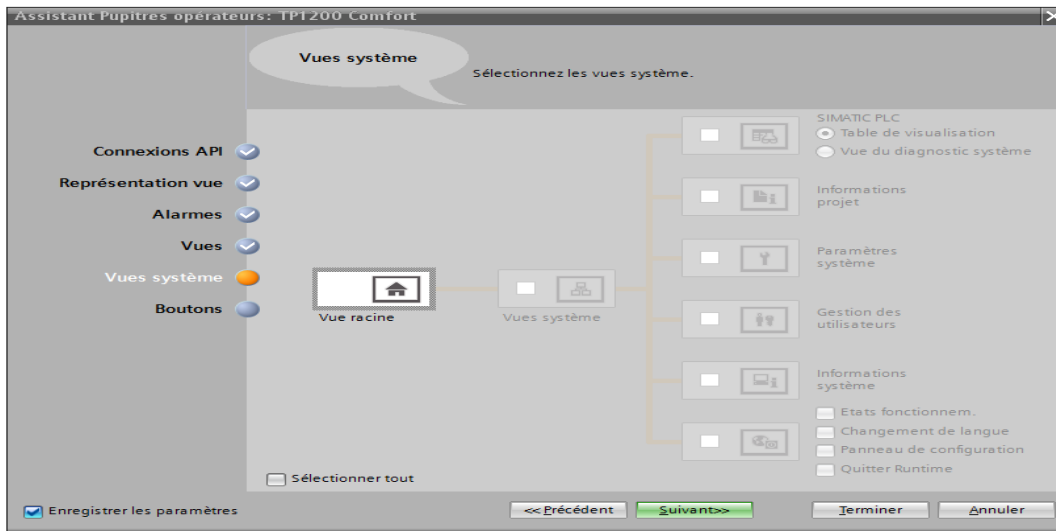 Assistant Pupitres opérateurs: TP1200 Comfort
Vues système
Sélectionnez les vues système.
Connexions API
Représentation vue
Alarmes
Vues
Vues système
Boutons
Vue racine
Vues système
SIMATIC PLC
Table de visualisation
Vue du diagnostic système
Informations
projet
Paramètres
système
Gestion des
utilisateurs
Informations
système
Etats fonctionnem.
Changement de langue
Panneau de configuration
Quitter Runtime
Sélectionner tout
Enregistrer les paramètres
<<Précédent
Suivant>>
Terminer
Annuler